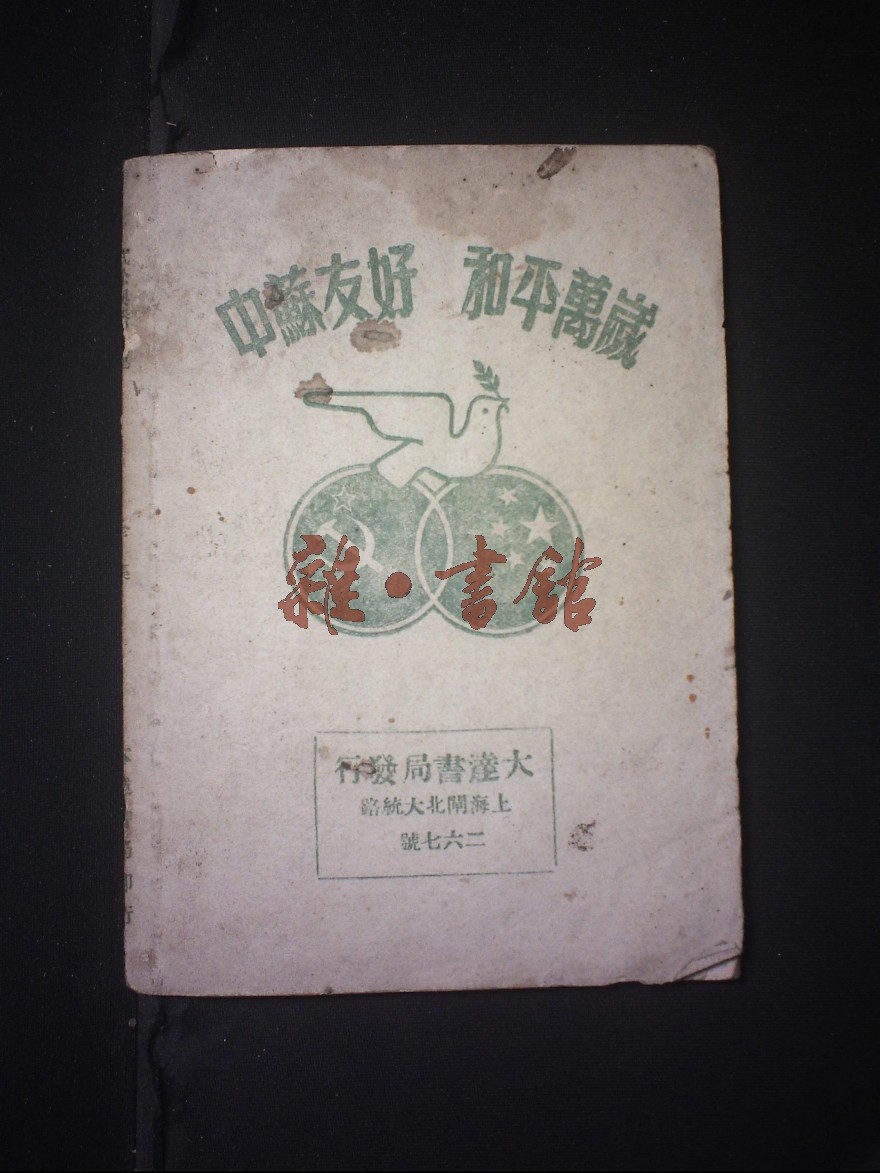 中蘇友好 和平萬歲
雜·書館
大達書局發行
上海閘北大統路
二六七號